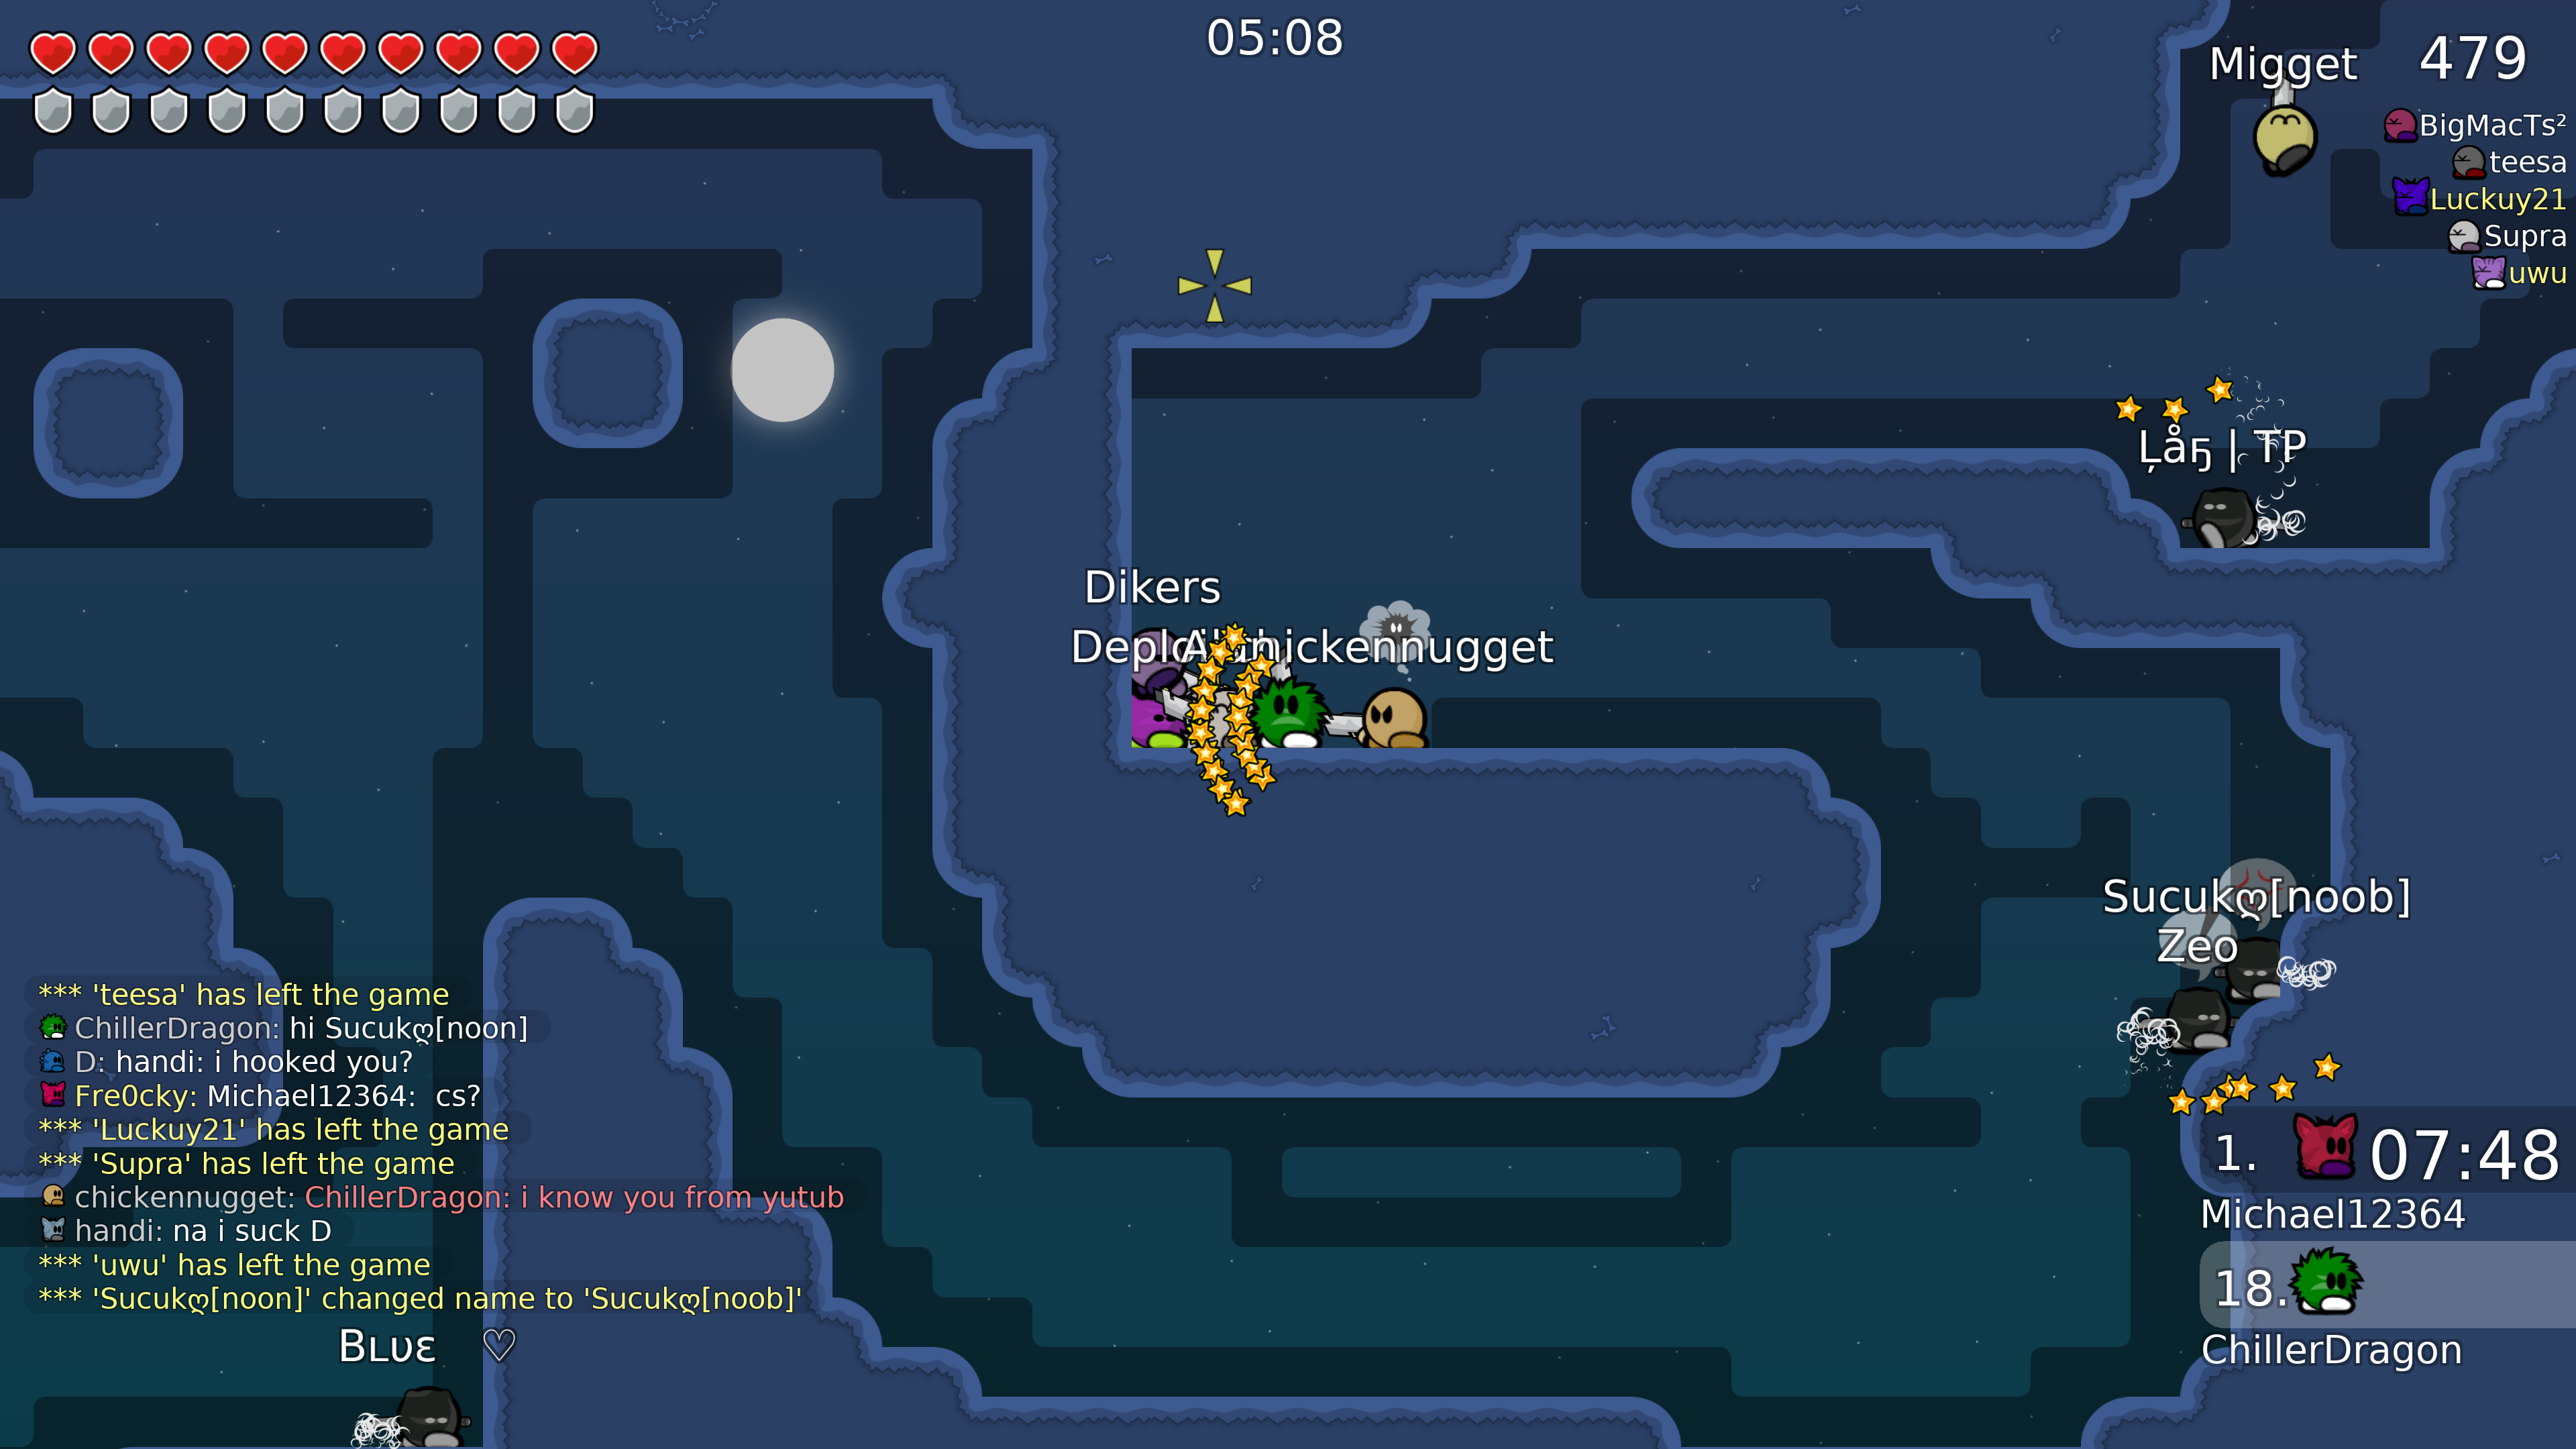 05:08
Migget
479
BigMacTs²
teesa
Luckuy21
Supra
uwu
Ļåҕ | TP
Dikers
chickennugget
Sucukღ[noob]
Zeo
*** 'teesa' has left the game
ChillerDragon: hi Sucukღ[noon]
D: handi: i hooked you?
Fre0cky: Michael12364:  cs?
*** 'Luckuy21' has left the game
*** 'Supra' has left the game
chickennugget: ChillerDragon: i know you from yutub
handi: na i suck D
*** 'uwu' has left the game
*** 'Sucukღ[noon]' changed name to 'Sucukღ[noob]'
1. 07:48
Michael12364
18.
ChillerDragon
Bʟυɛ ♡